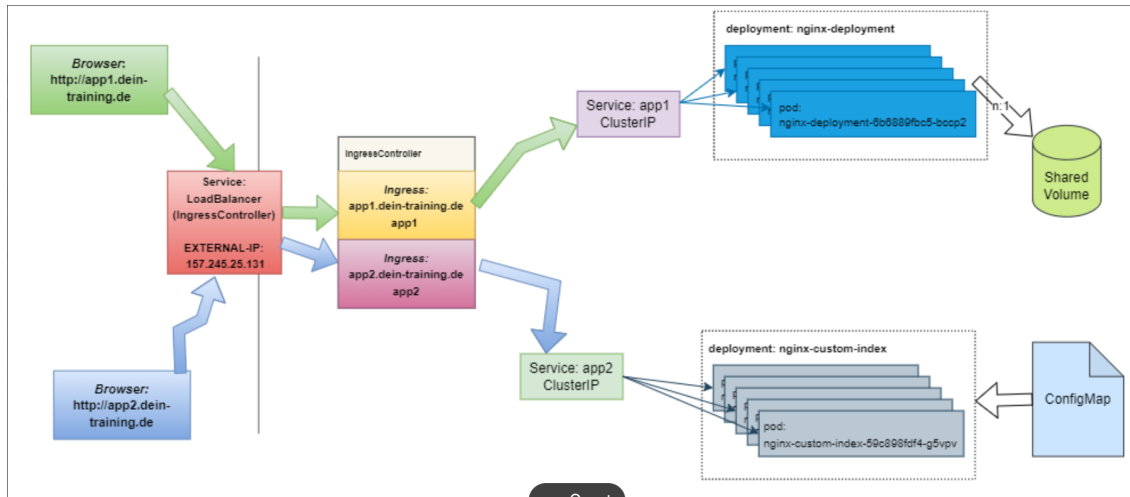 Browser:
http://app1.dein-
training.de
Service:
LoadBalancer
(IngressController)
EXTERNAL-IP:
157.245.25.131
Browser:
http://app2.dein-
training.de
IngressController
Ingress:
app1.dein-training.de
app1
Ingress:
app2.dein-training.de
app2
Service: app1
ClusterIP
deployment: nginx-deployment
pod:
nginx-deployment-6b6889fbc5-bccp2
n:1
Shared
Volume
Service: app2
ClusterIP
deployment: nginx-custom-index
pod:
nginx-custom-index-59c898fdf4-g5vpv
ConfigMap